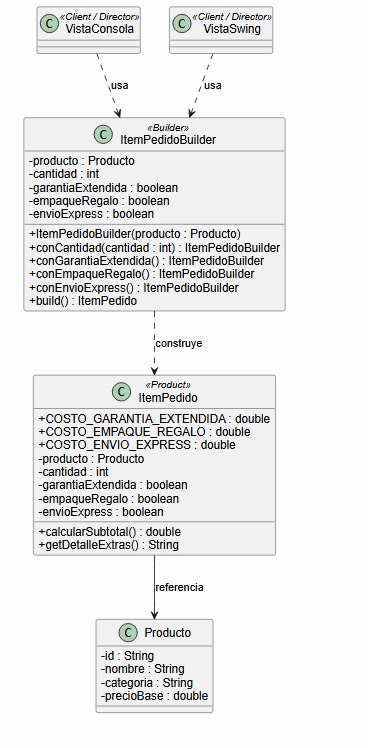 «Client / Director»
C VistaConsola
«Client / Director»
C VistaSwing
usa
usa
«Builder»
C ItemPedidoBuilder
-producto : Producto
-cantidad : int
-garantiaExtendida : boolean
-empaqueRegalo : boolean
-envioExpress : boolean
+ItemPedidoBuilder(producto : Producto)
+conCantidad(cantidad : int) : ItemPedidoBuilder
+conGarantiaExtendida() : ItemPedidoBuilder
+conEmpaqueRegalo() : ItemPedidoBuilder
+conEnvioExpress() : ItemPedidoBuilder
+build() : ItemPedido
construye
«Product»
C ItemPedido
+COSTO_GARANTIA_EXTENDIDA : double
+COSTO_EMPAQUE_REGALO : double
+COSTO_ENVIO_EXPRESS : double
-producto : Producto
-cantidad : int
-garantiaExtendida : boolean
-empaqueRegalo : boolean
-envioExpress : boolean
+calcularSubtotal() : double
+getDetalleExtras() : String
referencia
C Producto
-id : String
-nombre : String
-categoria : String
-precioBase : double